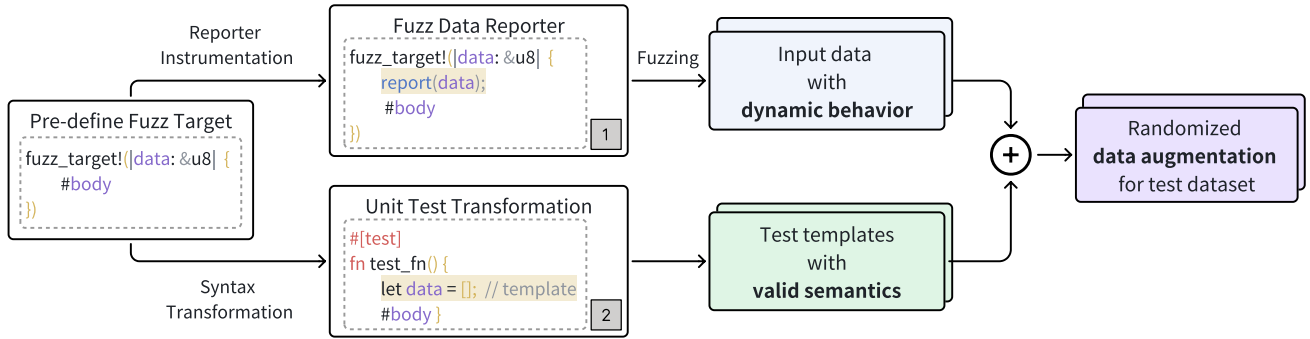 Pre-define Fuzz Target
fuzz_target!(|data: &u8| {
#body
})
Reporter
Instrumentation
Syntax
Transformation
Fuzz Data Reporter
fuzz_target!(|data: &u8| {
report(data);
#body
})
1
Unit Test Transformation
#[test]
fn test_fn() {
let data = []; // template
#body }
2
Fuzzing
Input data
with
dynamic behavior
Test templates
with
valid semantics
+
Randomized
data augmentation
for test dataset